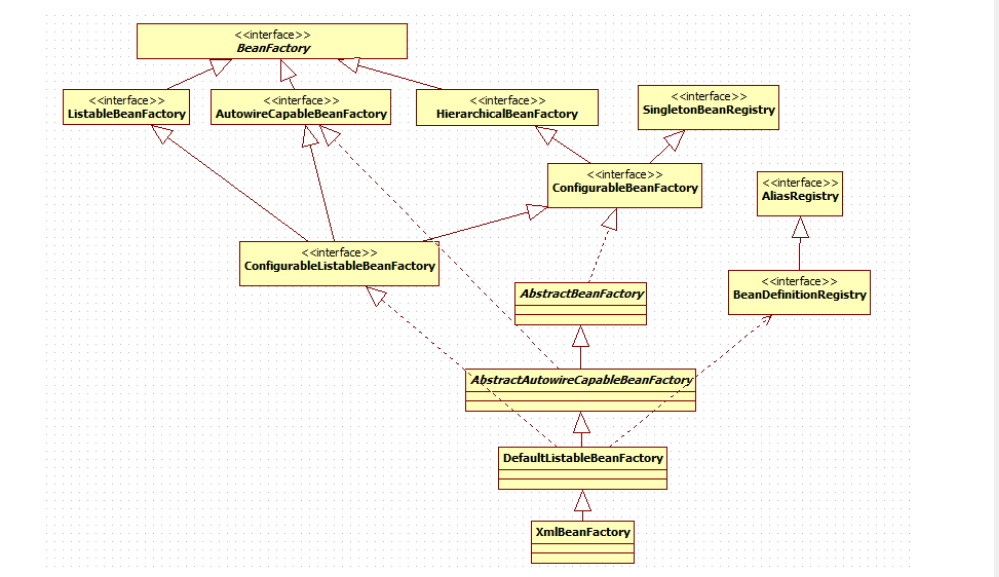 <<interface>>
BeanFactory
<<interface>>
ListableBeanFactory
<<interface>>
AutowireCapableBeanFactory
<<interface>>
HierarchicalBeanFactory
<<interface>>
SingletonBeanRegistry
<<interface>>
ConfigurableBeanFactory
<<interface>>
AliasRegistry
<<interface>>
ConfigurableListableBeanFactory
<<interface>>
BeanDefinitionRegistry
AbstractBeanFactory
AbstractAutowireCapableBeanFactory
DefaultListableBeanFactory
XmlBeanFactory